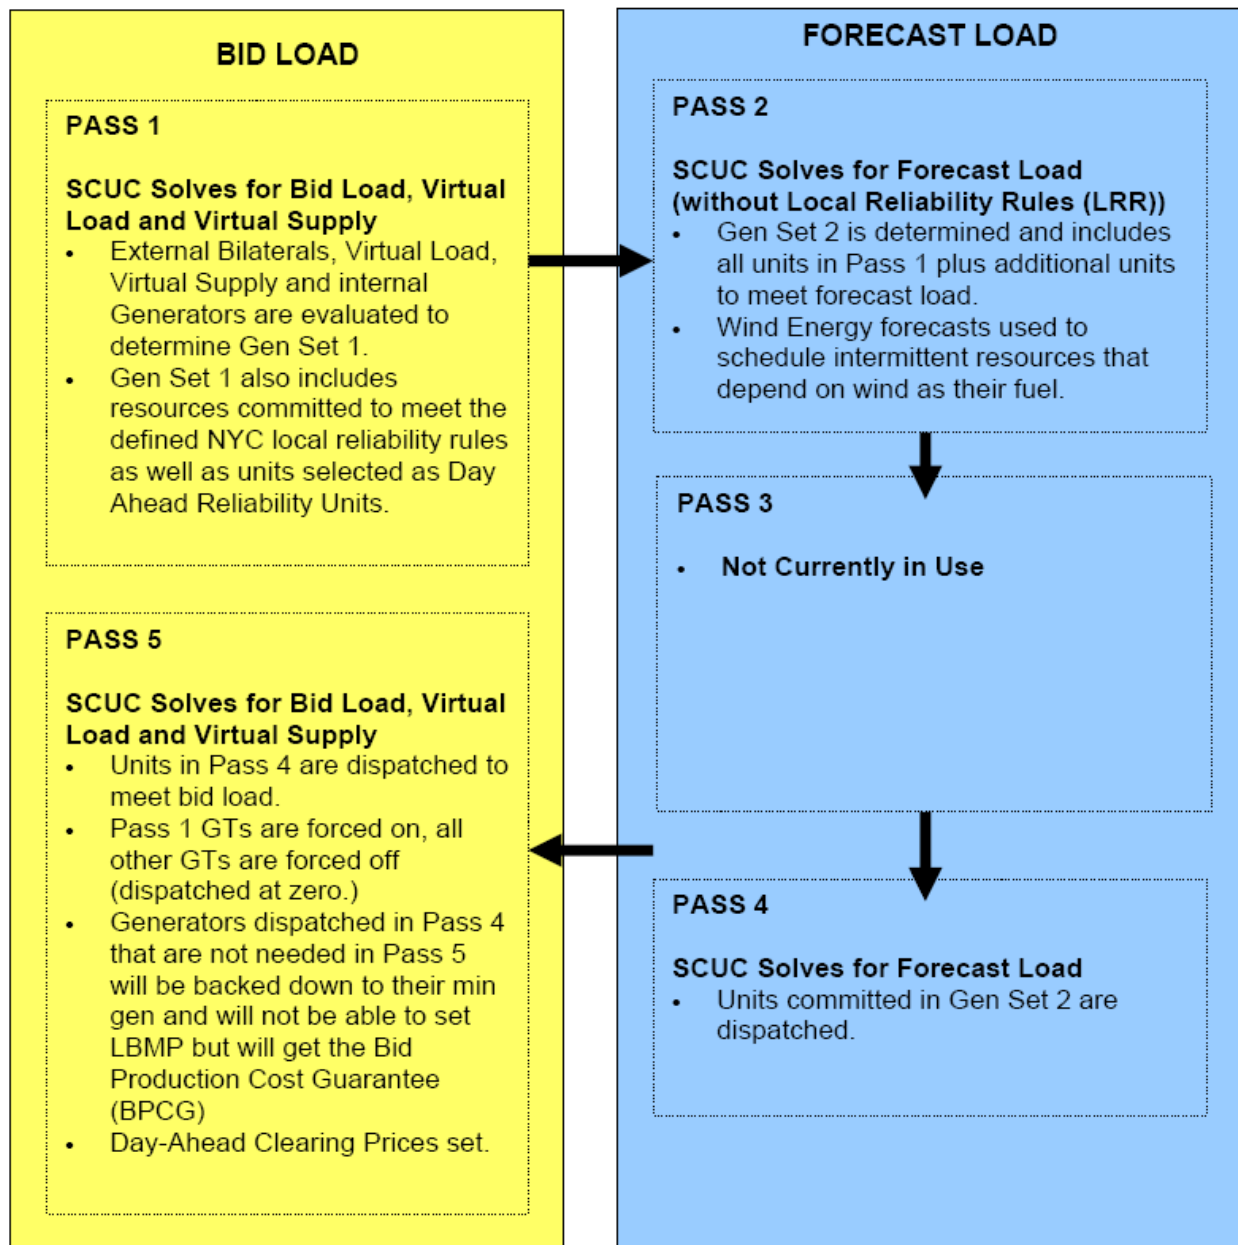 BID LOAD
PASS 1
SCUC Solves for Bid Load, Virtual
Load and Virtual Supply
• External Bilaterals, Virtual Load,
Virtual Supply and internal
Generators are evaluated to
determine Gen Set 1.
• Gen Set 1 also includes
resources committed to meet the
defined NYC local reliability rules
as well as units selected as Day
Ahead Reliability Units.
FORECAST LOAD
PASS 2
SCUC Solves for Forecast Load
(without Local Reliability Rules (LRR))
• Gen Set 2 is determined and includes
all units in Pass 1 plus additional units
to meet forecast load.
• Wind Energy forecasts used to
schedule intermittent resources that
depend on wind as their fuel.
PASS 3
• Not Currently in Use
PASS 4
SCUC Solves for Forecast Load
• Units committed in Gen Set 2 are
dispatched.
PASS 5
SCUC Solves for Bid Load, Virtual
Load and Virtual Supply
• Units in Pass 4 are dispatched to
meet bid load.
• Pass 1 GTs are forced on, all
other GTs are forced off
(dispatched at zero.)
• Generators dispatched in Pass 4
that are not needed in Pass 5
will be backed down to their min
gen and will not be able to set
LBMP but will get the Bid
Production Cost Guarantee
(BPCG)
• Day-Ahead Clearing Prices set.